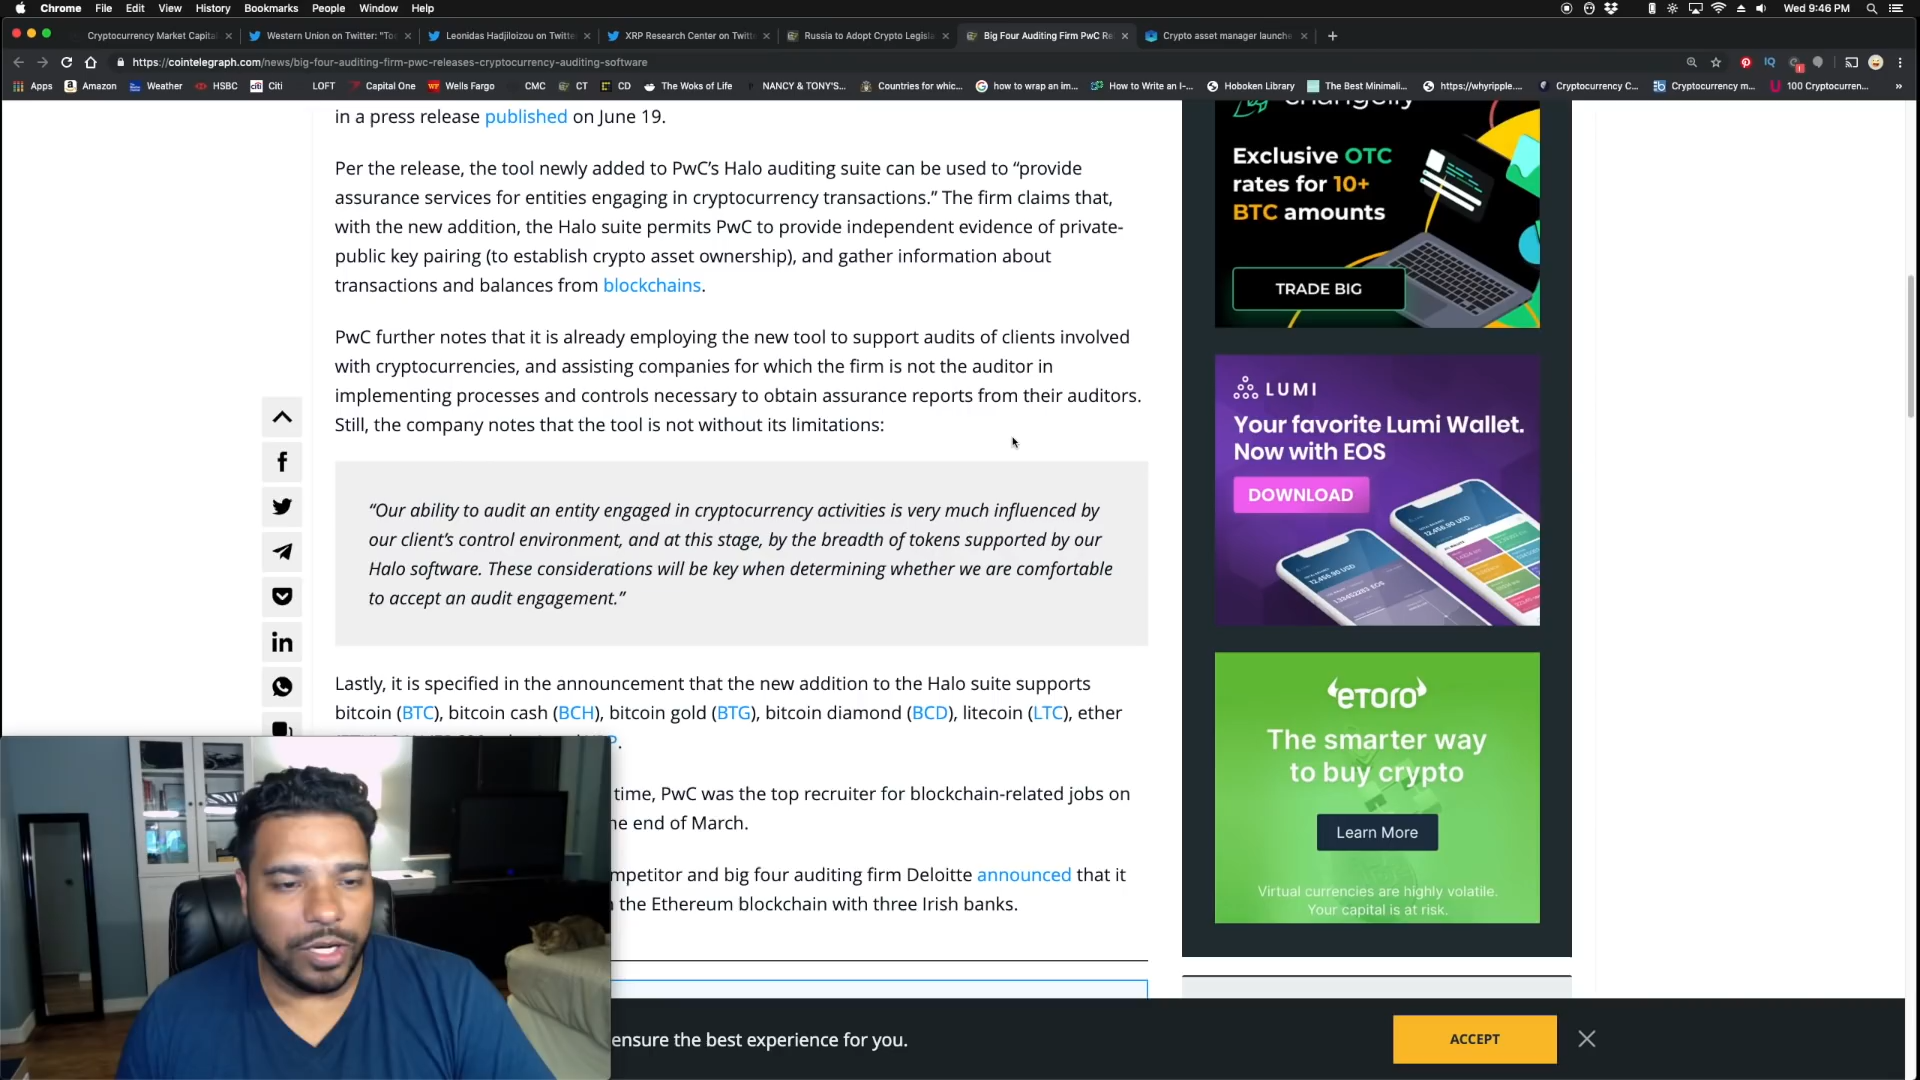 Chrome File Edit View History Bookmarks People Window Help Wed 9:46 PM
Cryptocurrency Market Capital Western Union on Twitter: "To Leonidas Hadjiloizou on Twitte XRP Research Center on Twitt Russia to Adopt Crypto Legisla Big Four Auditing Firm PwC Re Crypto asset manager launche
https://cointelegraph.com/news/big-four-auditing-firm-pwc-releases-cryptocurrency-auditing-software
Apps Amazon Weather HSBC Citi LOFT Capital One Wells Fargo CMC CT CD The Woks of Life NANCY & TONY'S... Countries for whic... how to wrap an im... How to Write an I-... Hoboken Library The Best Minimali... https://whyripple.... Cryptocurrency C... Cryptocurrency m... 100 Cryptocurren... »
in a press release published on June 19.
Per the release, the tool newly added to PwC’s Halo auditing suite can be used to “provide
assurance services for entities engaging in cryptocurrency transactions.” The firm claims that,
with the new addition, the Halo suite permits PwC to provide independent evidence of private-
public key pairing (to establish crypto asset ownership), and gather information about
transactions and balances from blockchains.
PwC further notes that it is already employing the new tool to support audits of clients involved
with cryptocurrencies, and assisting companies for which the firm is not the auditor in
implementing processes and controls necessary to obtain assurance reports from their auditors.
Still, the company notes that the tool is not without its limitations:
“Our ability to audit an entity engaged in cryptocurrency activities is very much influenced by
our client’s control environment, and at this stage, by the breadth of tokens supported by our
Halo software. These considerations will be key when determining whether we are comfortable
to accept an audit engagement.”
Lastly, it is specified in the announcement that the new addition to the Halo suite supports
bitcoin (BTC), bitcoin cash (BCH), bitcoin gold (BTG), bitcoin diamond (BCD), litecoin (LTC), ether
time, PwC was the top recruiter for blockchain-related jobs on
end of March.
and big four auditing firm Deloitte announced that it
the Ethereum blockchain with three Irish banks.
changelly
Exclusive OTC
rates for 10+
BTC amounts
TRADE BIG
LUMI
Your favorite Lumi Wallet.
Now with EOS
DOWNLOAD
eToro
The smarter way
to buy crypto
Learn More
Virtual currencies are highly volatile.
Your capital is at risk.
ensure the best experience for you.
ACCEPT